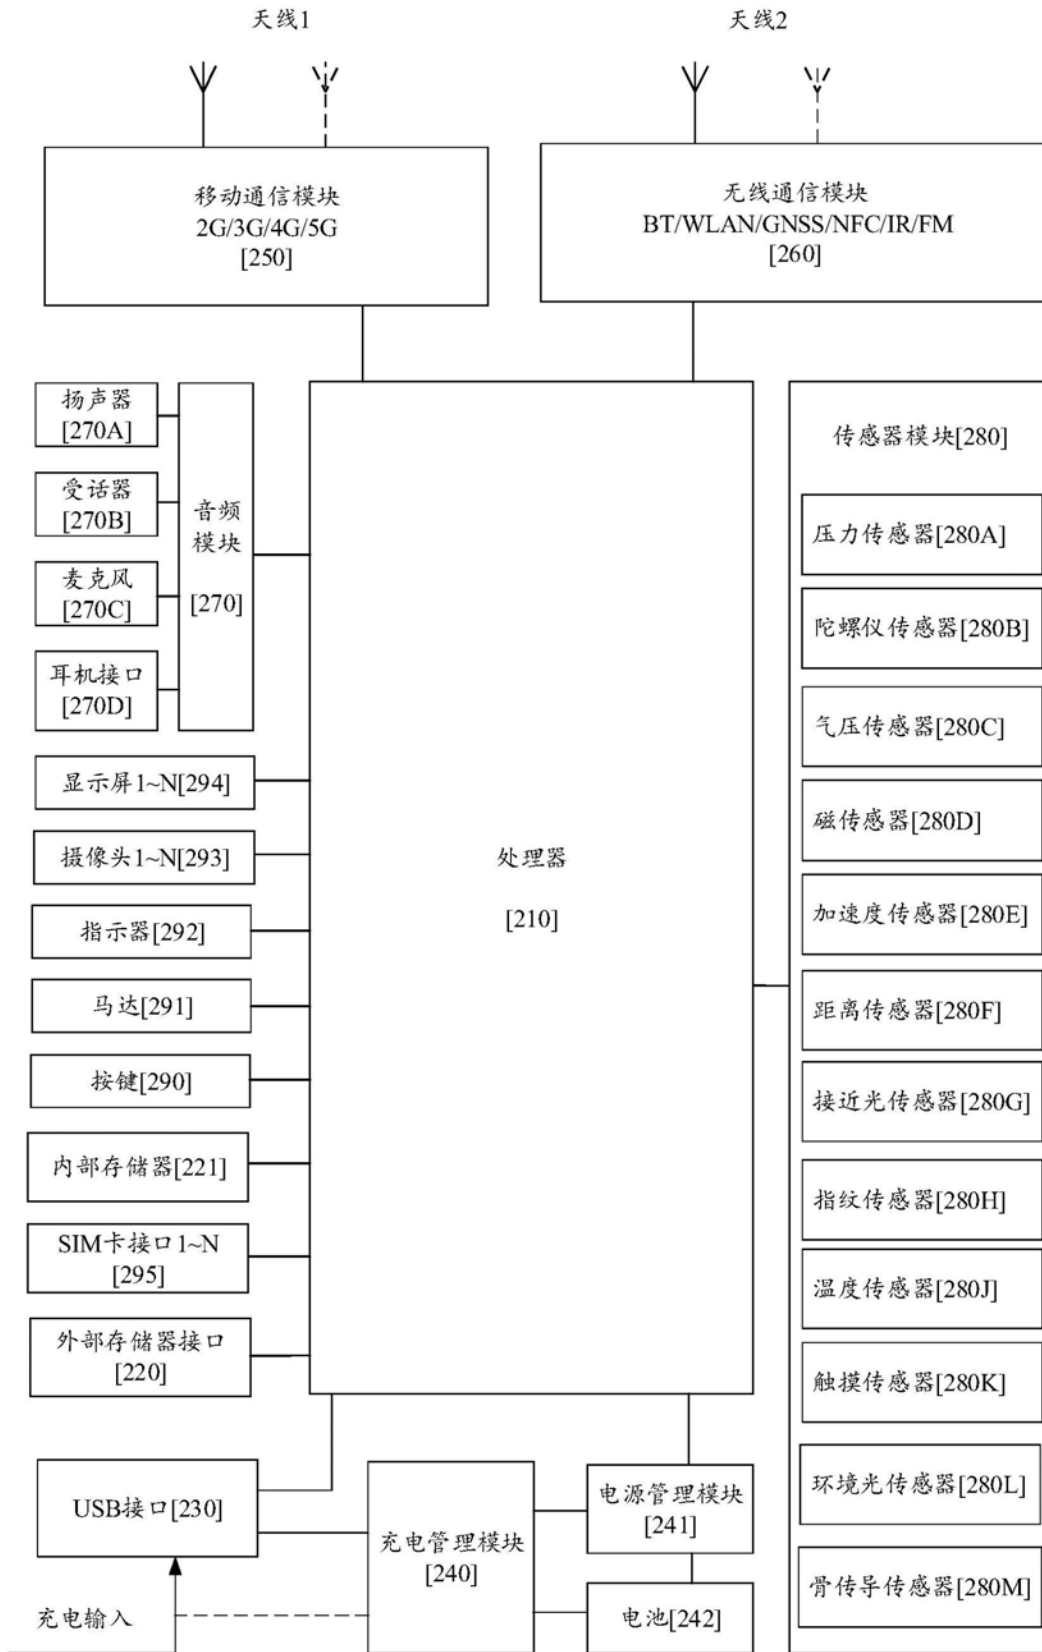 天线1
天线2
移动通信模块
2G/3G/4G/5G
[250]
无线通信模块
BT/WLAN/GNSS/NFC/IR/FM
[260]
扬声器
[270A]
受话器
[270B]
麦克风
[270C]
耳机接口
[270D]
音频
模块
[270]
显示屏1~N[294]
摄像头1~N[293]
指示器[292]
马达[291]
按键[290]
内部存储器[221]
SIM卡接口1~N
[295]
外部存储器接口
[220]
处理器
[210]
传感器模块[280]
压力传感器[280A]
陀螺仪传感器[280B]
气压传感器[280C]
磁传感器[280D]
加速度传感器[280E]
距离传感器[280F]
接近光传感器[280G]
指纹传感器[280H]
温度传感器[280J]
触摸传感器[280K]
环境光传感器[280L]
骨传导传感器[280M]
USB接口[230]
充电管理模块
[240]
电源管理模块
[241]
电池[242]
充电输入